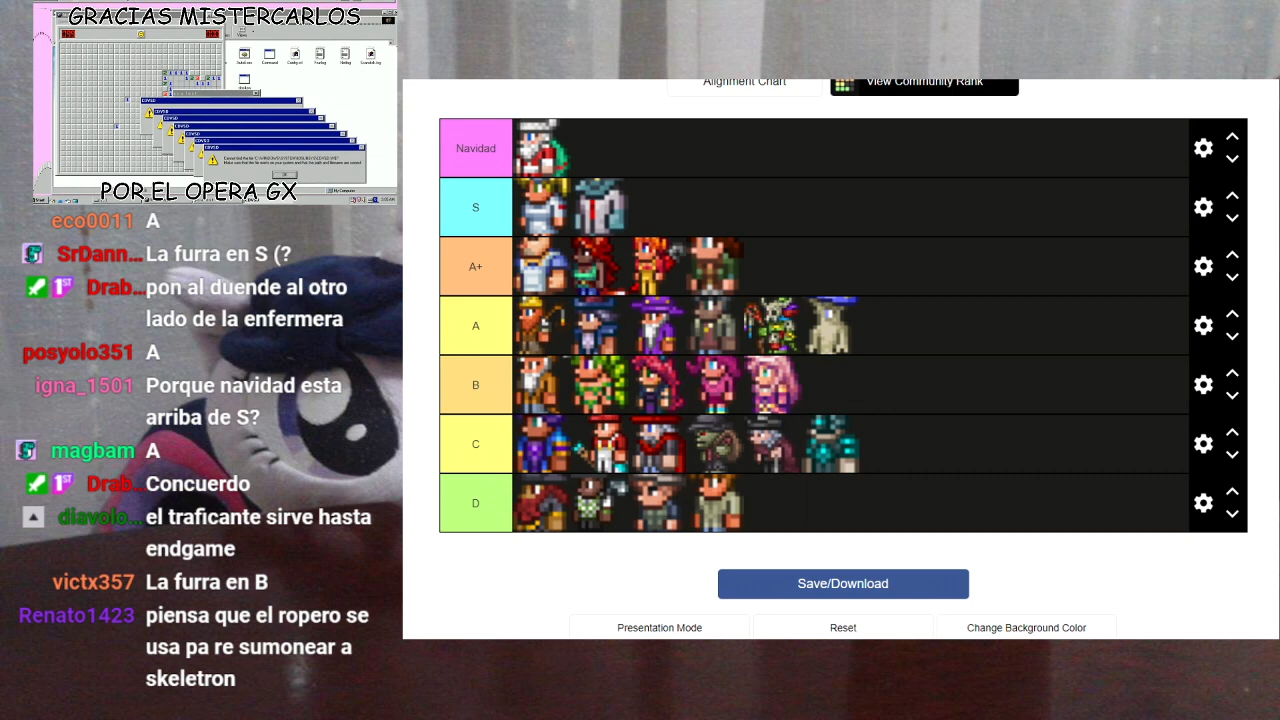 GRACIAS MISTERCARLOS
POR EL OPERA GX
eco0011 A
SrDann... La furra en S (?
Drab... pon al duende al otro
lado de la enfermera
posyolo351 A
igna_1501 Porque navidad esta
arriba de S?
magbam A
Drab... Concuerdo
diavolo... el traficante sirve hasta
endgame
victx357 La furra en B
Renato1423 piensa que el ropero se
usa pa re sumonear a
skeletron
Alignment Chart
View Community Rank
Navidad
S
A+
A
B
C
D
Save/Download
Presentation Mode
Reset
Change Background Color